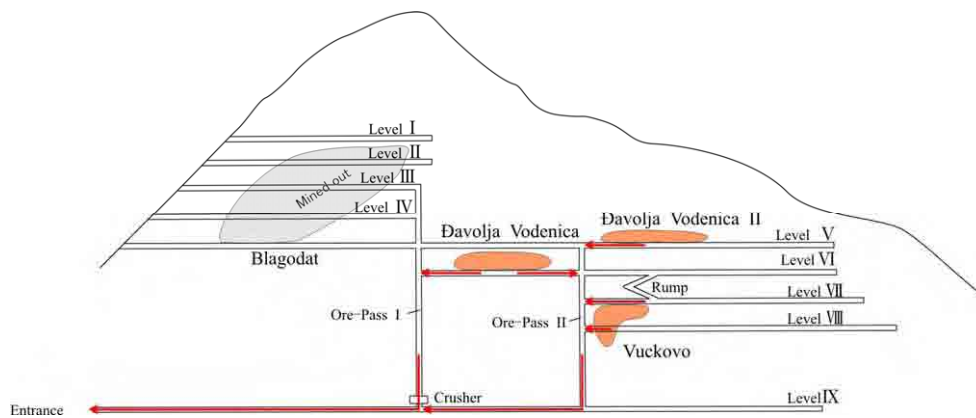 Level I
Level II
Level III
Mined out
Level IV
Đavolja Vodenica
Đavolja Vodenica II
Level V
Blagodat
Level VI
Rump
Level VII
Ore-Pass I
Ore-Pass II
Level VIII
Vuckovo
Crusher
Entrance
Level IX